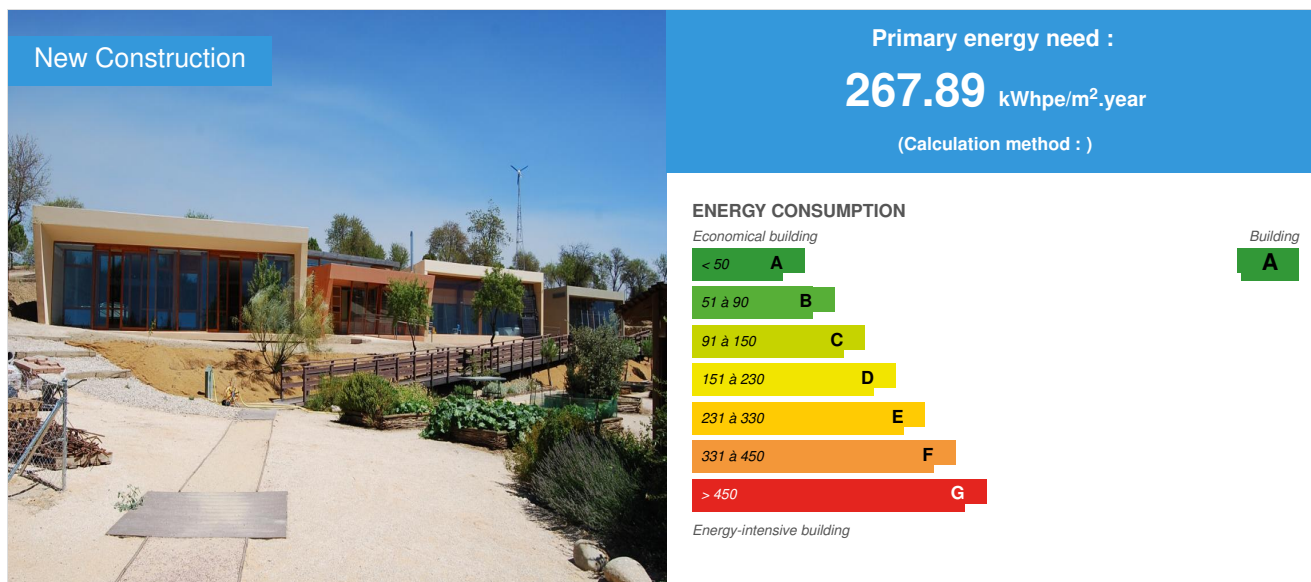 New Construction
Primary energy need :
267.89 kWhpe/m².year
(Calculation method : )
ENERGY CONSUMPTION
Economical building
Building
< 50 A
A
51 à 90 B
91 à 150 C
151 à 230 D
231 à 330 E
331 à 450 F
> 450 G
Energy-intensive building